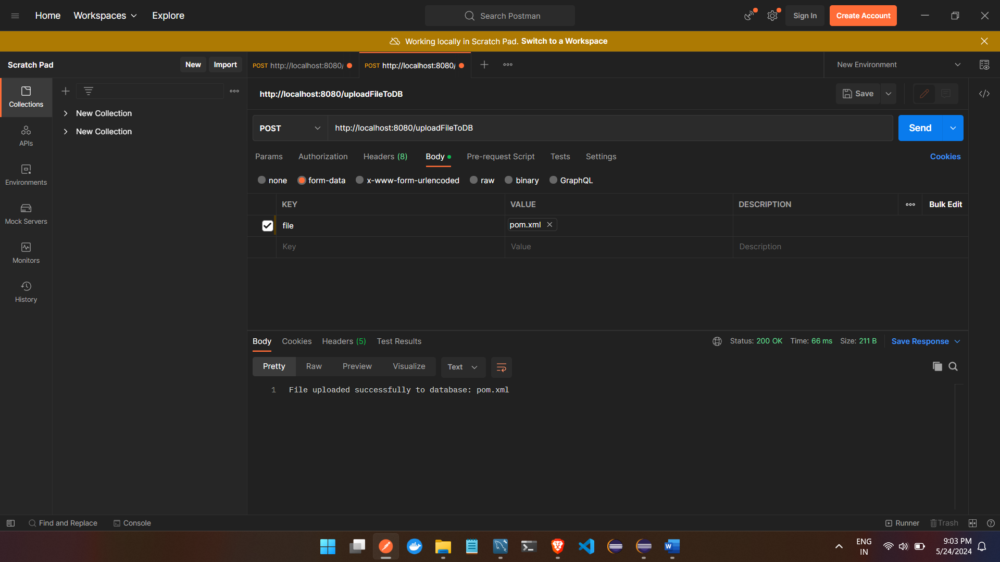 Home Workspaces Explore Search Postman Sign In Create Account
Working locally in Scratch Pad. Switch to a Workspace
Scratch Pad New Import POST http://localhost:8080/ POST http://localhost:8080/ New Environment
Collections
APIs
Environments
Mock Servers
Monitors
History
New Collection
New Collection
http://localhost:8080/uploadFileToDB Save
POST http://localhost:8080/uploadFileToDB Send
Params Authorization Headers (8) Body Pre-request Script Tests Settings Cookies
none form-data x-www-form-urlencoded raw binary GraphQL
KEY VALUE DESCRIPTION Bulk Edit
file pom.xml
Key Value Description
Body Cookies Headers (5) Test Results Status: 200 OK Time: 66 ms Size: 211 B Save Response
Pretty Raw Preview Visualize Text
1 File uploaded successfully to database: pom.xml
Find and Replace Console Runner Trash
ENG
IN
9:03 PM
5/24/2024